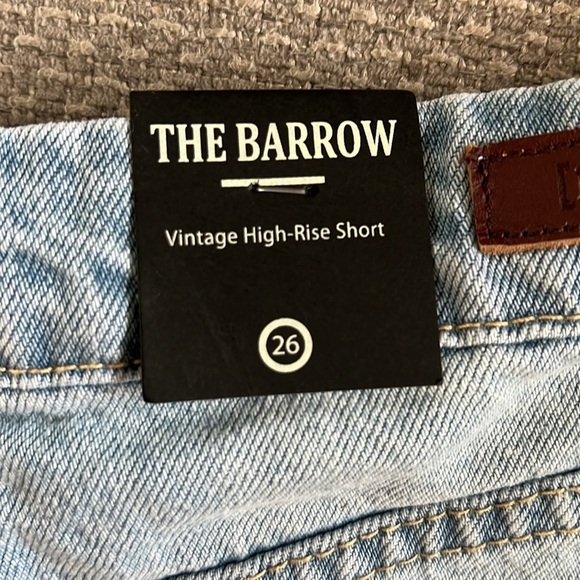 THE BARROW
Vintage High-Rise Short
26